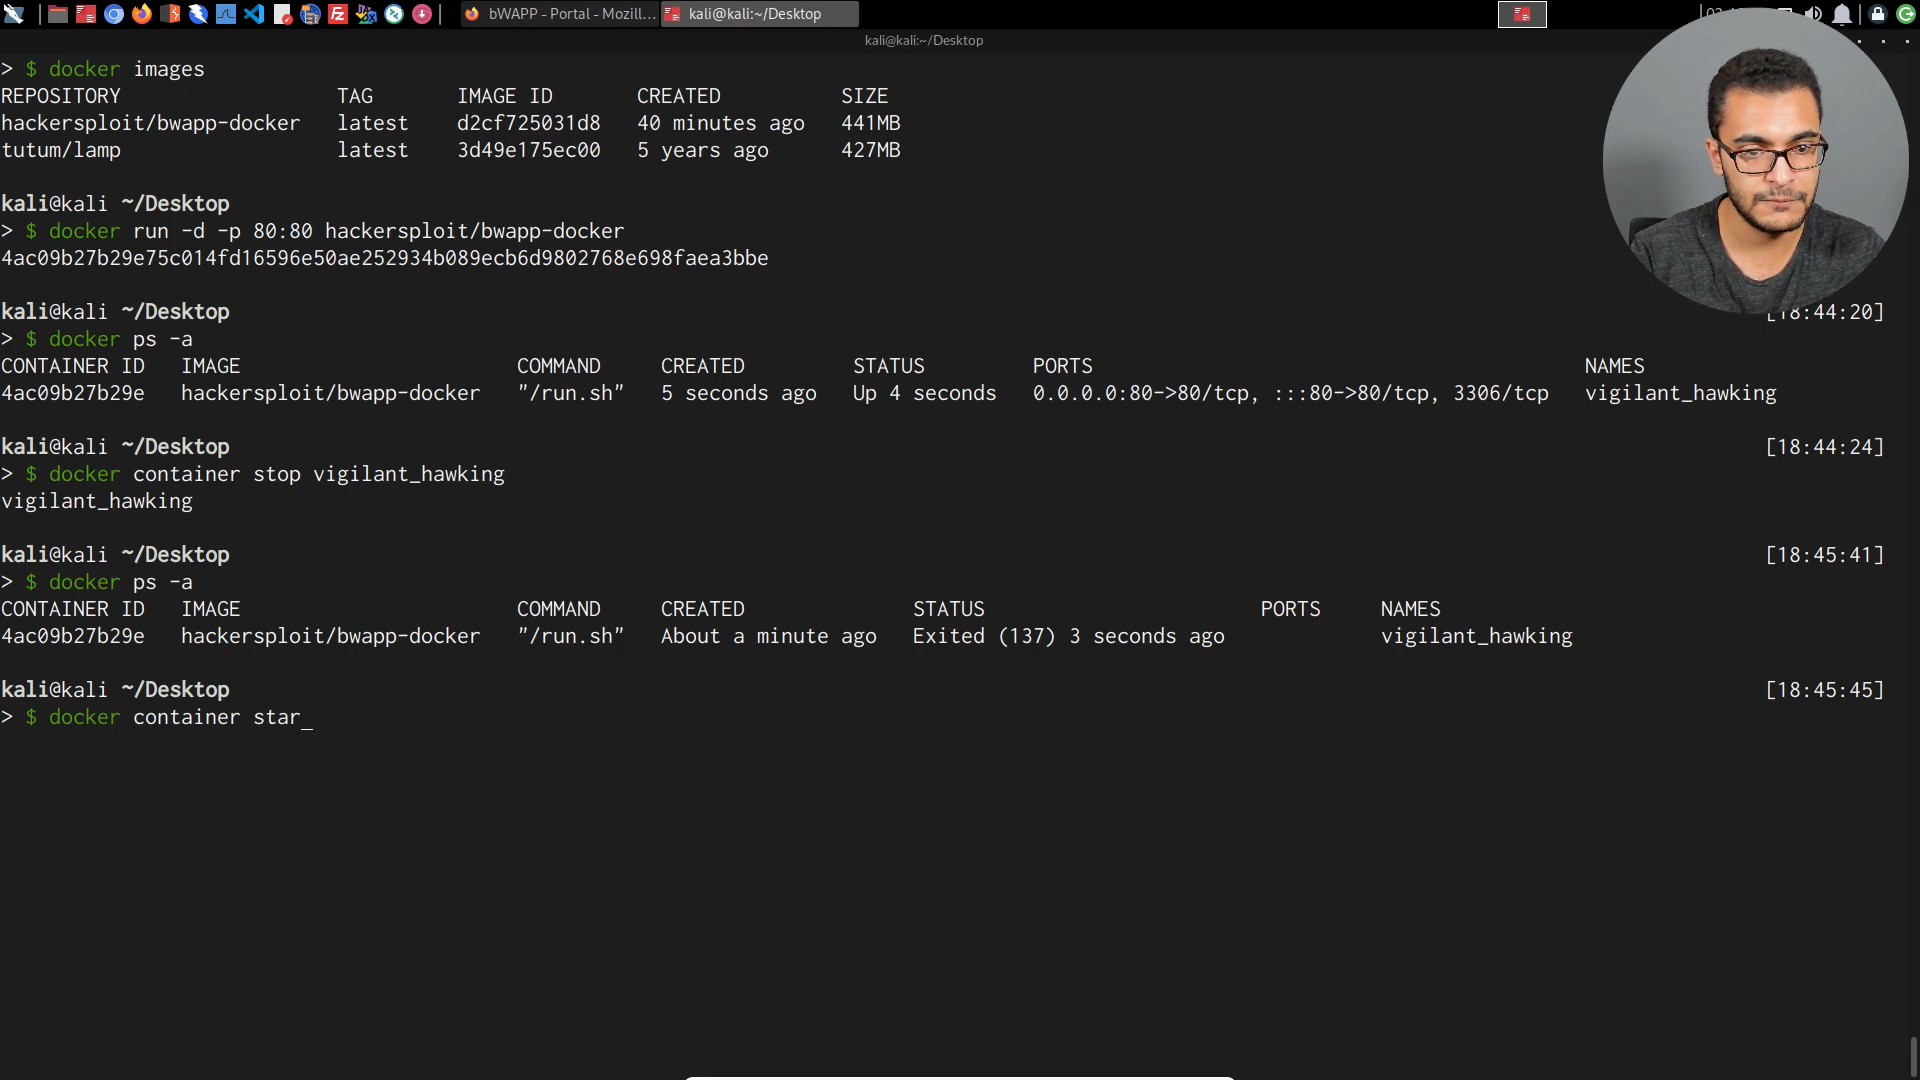 bWAPP - Portal - Mozill...
kali@kali:~/Desktop
kali@kali:~/Desktop
> $ docker images
REPOSITORY TAG IMAGE ID CREATED SIZE
hackersploit/bwapp-docker latest d2cf725031d8 40 minutes ago 441MB
tutum/lamp latest 3d49e175ec00 5 years ago 427MB
kali@kali ~/Desktop
> $ docker run -d -p 80:80 hackersploit/bwapp-docker
4ac09b27b29e75c014fd16596e50ae252934b089ecb6d9802768e698faea3bbe
kali@kali ~/Desktop [18:44:20]
> $ docker ps -a
CONTAINER ID IMAGE COMMAND CREATED STATUS PORTS NAMES
4ac09b27b29e hackersploit/bwapp-docker "/run.sh" 5 seconds ago Up 4 seconds 0.0.0.0:80->80/tcp, :::80->80/tcp, 3306/tcp vigilant_hawking
kali@kali ~/Desktop [18:44:24]
> $ docker container stop vigilant_hawking
vigilant_hawking
kali@kali ~/Desktop [18:45:41]
> $ docker ps -a
CONTAINER ID IMAGE COMMAND CREATED STATUS PORTS NAMES
4ac09b27b29e hackersploit/bwapp-docker "/run.sh" About a minute ago Exited (137) 3 seconds ago vigilant_hawking
kali@kali ~/Desktop [18:45:45]
> $ docker container star_